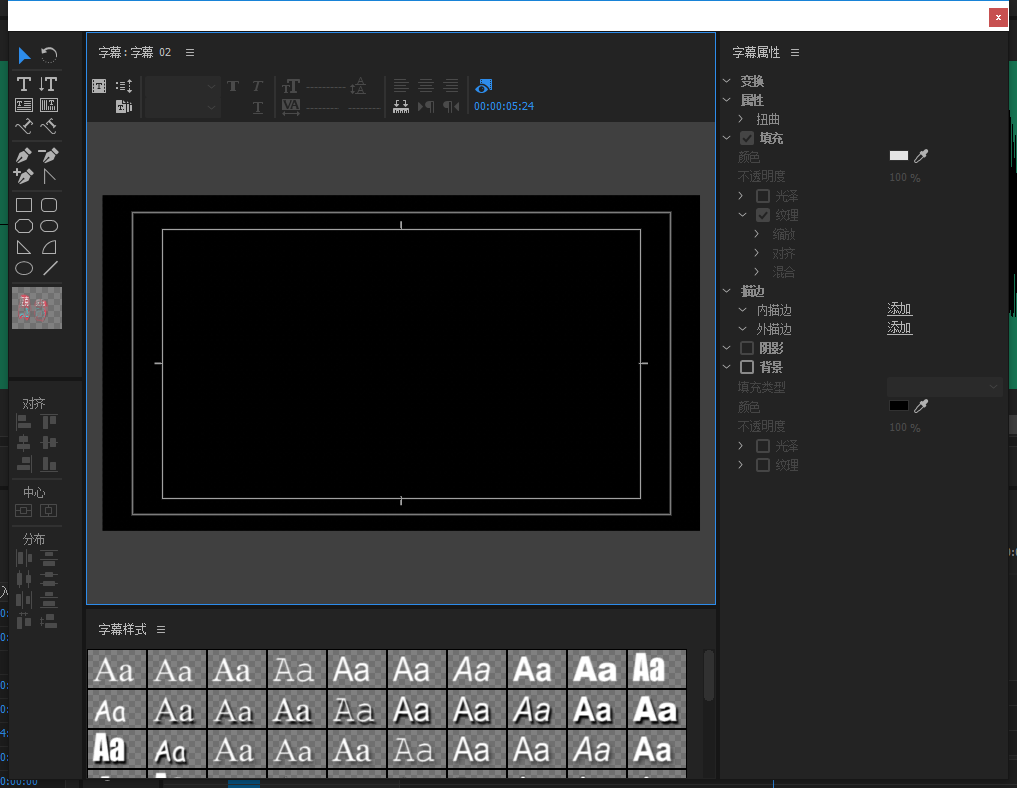 x
字幕: 字幕 02
00:00:05:24
对齐
中心
分布
字幕样式
Aa Aa Aa Aa Aa Aa Aa Aa Aa Aa
Aa Aa Aa Aa Aa Aa Aa Aa Aa Aa
Aa Aa Aa Aa Aa Aa Aa Aa Aa Aa
字幕属性
变换
属性
扭曲
填充
颜色
不透明度 100 %
光泽
纹理
缩放
对齐
混合
描边
内描边 添加
外描边 添加
阴影
背景
填充类型
颜色
不透明度 100 %
光泽
纹理